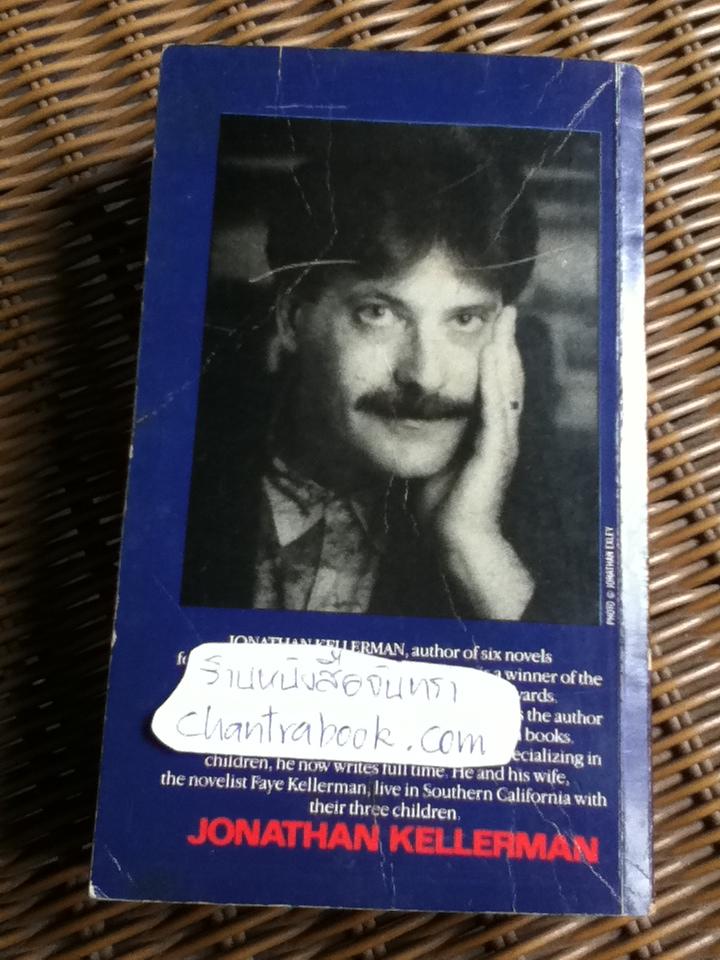 PHOTO © JONATHAN EXLEY
JONATHAN KELLERMAN, author of six novels
a winner of the
ards.
s the author
books.
ecializing in
children, he now writes full time. He and his wife,
the novelist Faye Kellerman, live in Southern California with
their three children.
ร้านหนังสือจันทรา
chantrabook.com
JONATHAN KELLERMAN